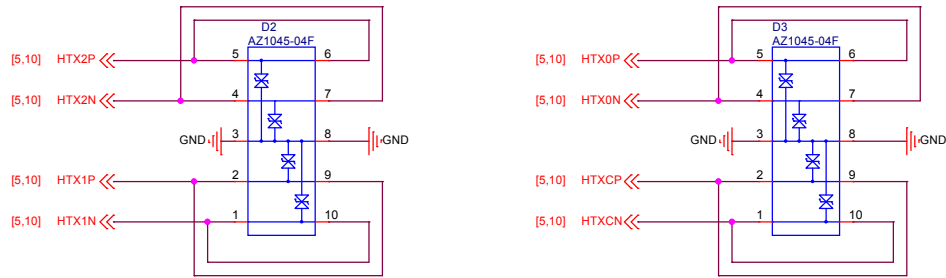 D2
AZ1045-04F
[5,10] HTX2P 5 6
[5,10] HTX2N 4 7
GND 3 8 GND
[5,10] HTX1P 2 9
[5,10] HTX1N 1 10
D3
AZ1045-04F
[5,10] HTX0P 5 6
[5,10] HTX0N 4 7
GND 3 8 GND
[5,10] HTXCP 2 9
[5,10] HTXCN 1 10